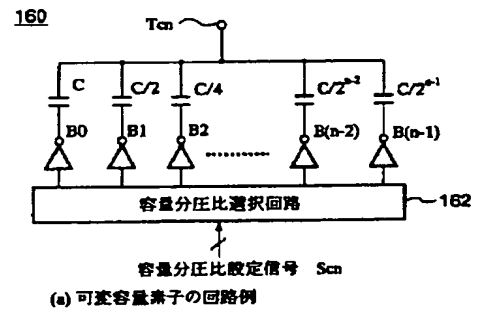 160
Tcn
C C/2 C/4 C/2ⁿ⁻² C/2ⁿ⁻¹
B0 B1 B2 B(n-2) B(n-1)
容量分圧比選択回路
162
容量分圧比設定信号 Scn
(a) 可変容量素子の回路例